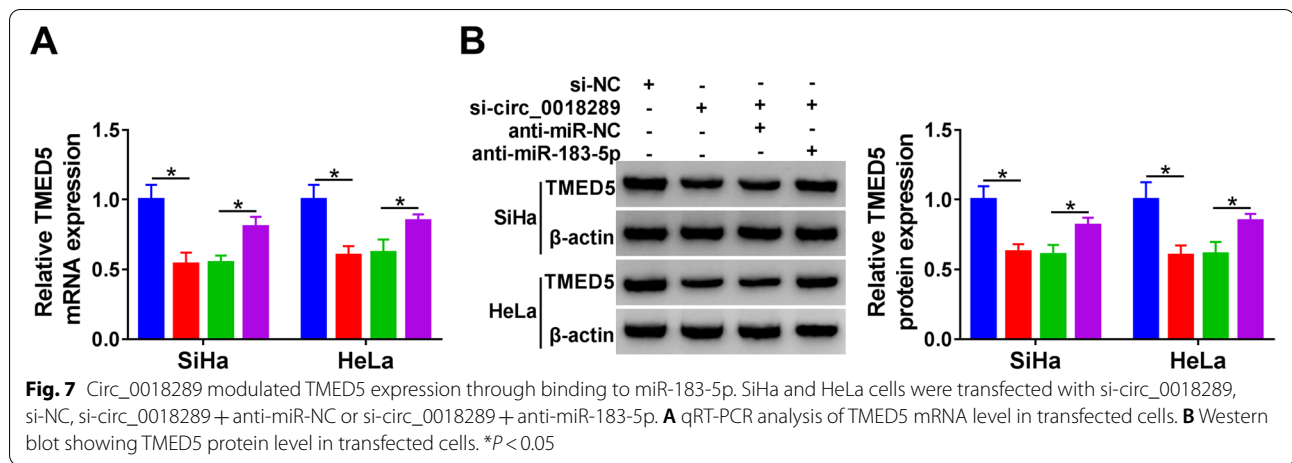 A
B
Relative TMED5
mRNA expression
1.5
1.0
0.5
0.0
*
*
*
*
SiHa
HeLa
si-NC + - - -
si-circ_0018289 - + + +
anti-miR-NC - - + -
anti-miR-183-5p - - - +
SiHa
TMED5
β-actin
HeLa
TMED5
β-actin
Relative TMED5
protein expression
1.5
1.0
0.5
0.0
*
*
*
*
SiHa
HeLa
Fig. 7 Circ_0018289 modulated TMED5 expression through binding to miR-183-5p. SiHa and HeLa cells were transfected with si-circ_0018289,
si-NC, si-circ_0018289 + anti-miR-NC or si-circ_0018289 + anti-miR-183-5p. A qRT-PCR analysis of TMED5 mRNA level in transfected cells. B Western
blot showing TMED5 protein level in transfected cells. *P < 0.05